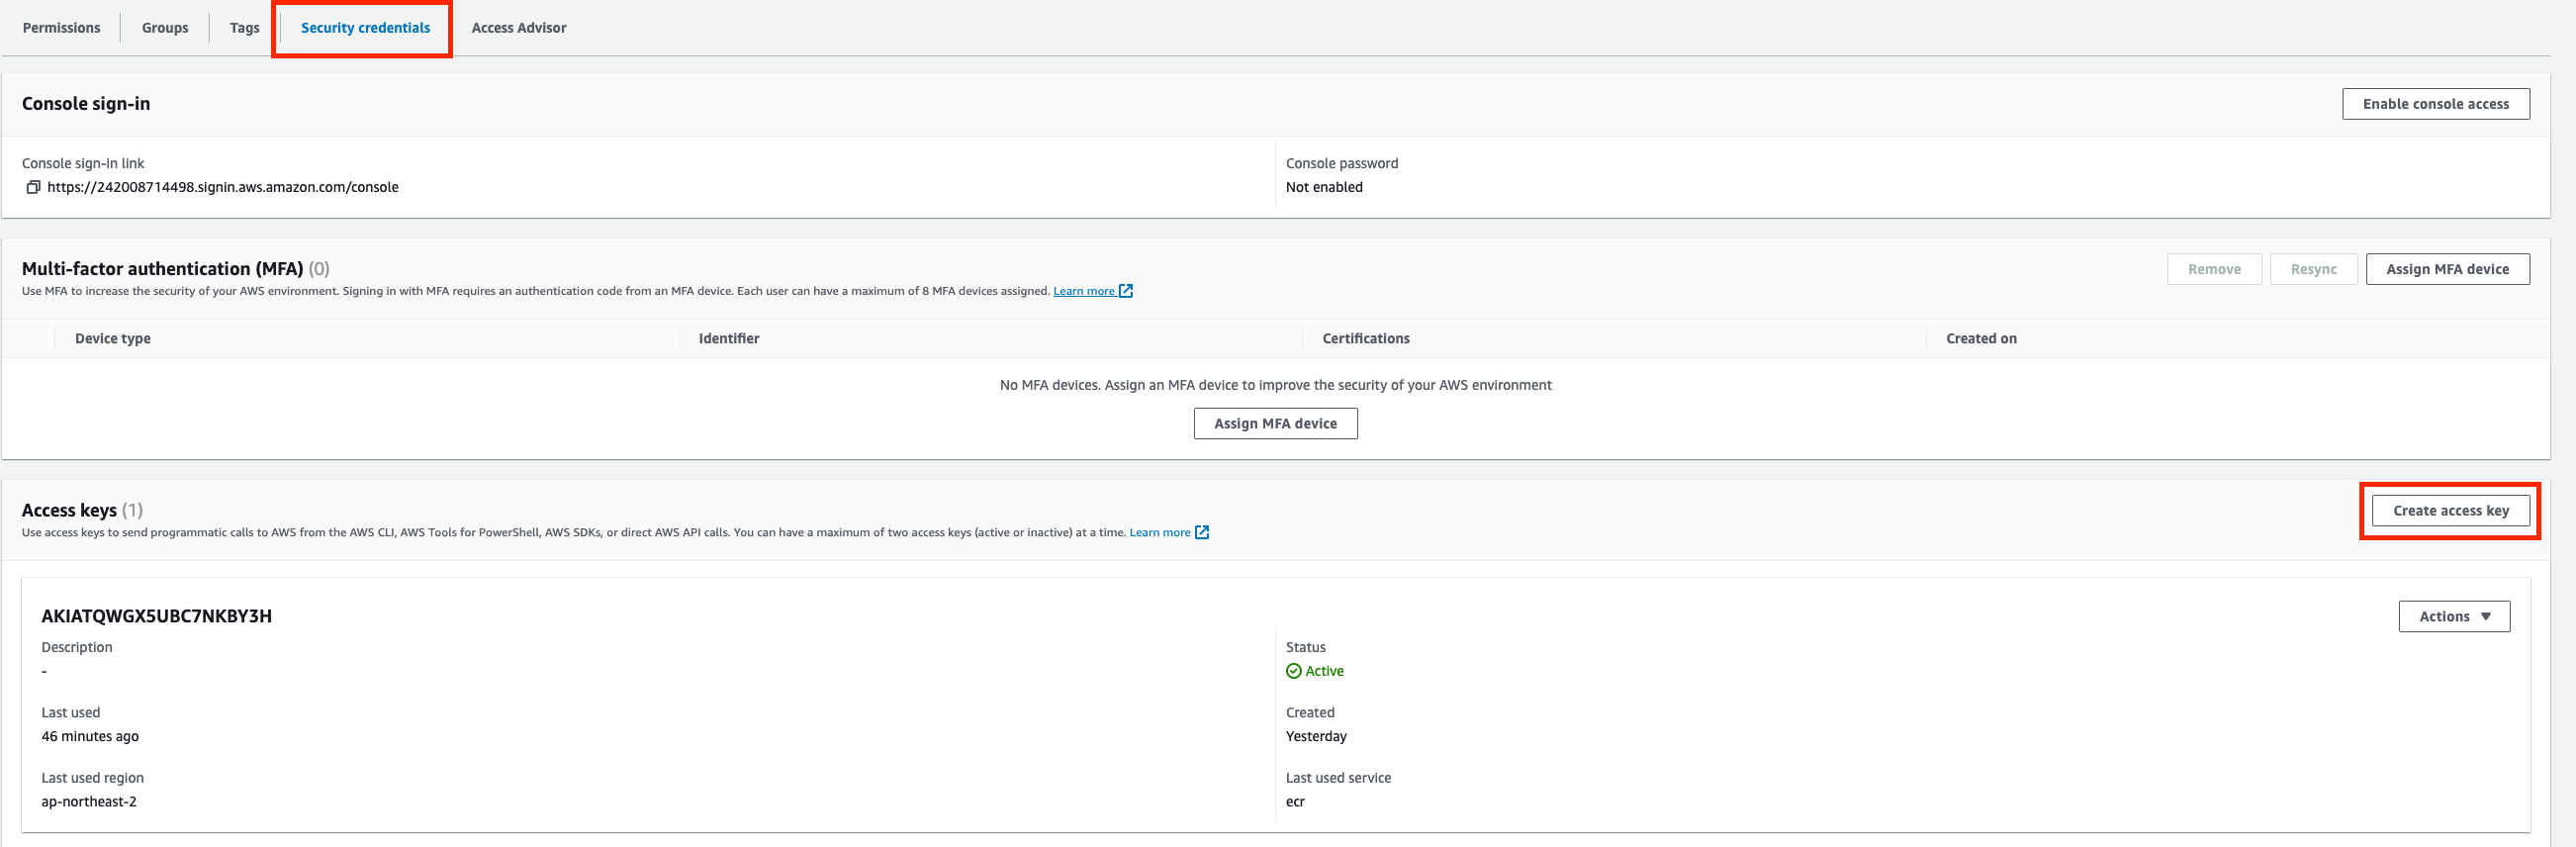 Permissions
Groups
Tags
Security credentials
Access Advisor
Console sign-in
Enable console access
Console sign-in link
https://242008714498.signin.aws.amazon.com/console
Console password
Not enabled
Multi-factor authentication (MFA) (0)
Use MFA to increase the security of your AWS environment. Signing in with MFA requires an authentication code from an MFA device. Each user can have a maximum of 8 MFA devices assigned. Learn more
Remove
Resync
Assign MFA device
Device type
Identifier
Certifications
Created on
No MFA devices. Assign an MFA device to improve the security of your AWS environment
Assign MFA device
Access keys (1)
Use access keys to send programmatic calls to AWS from the AWS CLI, AWS Tools for PowerShell, AWS SDKs, or direct AWS API calls. You can have a maximum of two access keys (active or inactive) at a time. Learn more
Create access key
AKIATQWGX5UBC7NKBY3H
Actions
Description
-
Status
Active
Last used
46 minutes ago
Created
Yesterday
Last used region
ap-northeast-2
Last used service
ecr